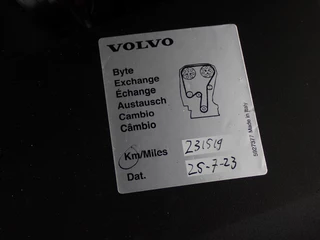 VOLVO
Byte
Exchange
Échange
Austausch
Cambio
Câmbio
Km/Miles 231519
Dat. 25-7-23
Made in Italy